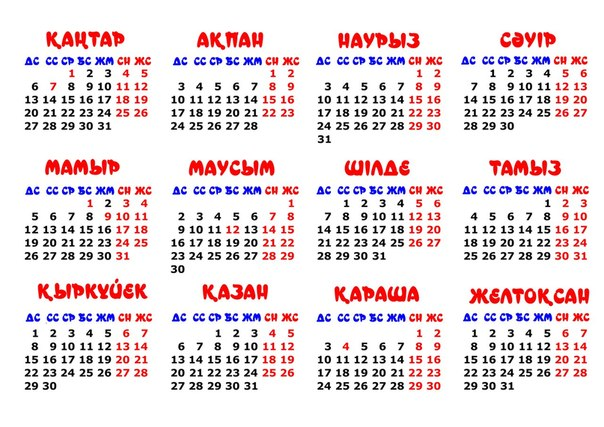 ҚАҢТАР
ДС СС СР БС ЖМ СН ЖС
1 2 3 4 5
6 7 8 9 10 11 12
13 14 15 16 17 18 19
20 21 22 23 24 25 26
27 28 29 30 31
АҚПАН
ДС СС СР БС ЖМ СН ЖС
1 2
3 4 5 6 7 8 9
10 11 12 13 14 15 16
17 18 19 20 21 22 23
24 25 26 27 28
НАУРЫЗ
ДС СС СР БС ЖМ СН ЖС
1 2
3 4 5 6 7 8 9
10 11 12 13 14 15 16
17 18 19 20 21 22 23
24 25 26 27 28 29 30
31
СӘУІР
ДС СС СР БС ЖМ СН ЖС
1 2 3 4 5 6
7 8 9 10 11 12 13
14 15 16 17 18 19 20
21 22 23 24 25 26 27
28 29 30
МАМЫР
ДС СС СР БС ЖМ СН ЖС
1 2 3 4
5 6 7 8 9 10 11
12 13 14 15 16 17 18
19 20 21 22 23 24 25
26 27 28 29 30 31
МАУСЫМ
ДС СС СР БС ЖМ СН ЖС
1
2 3 4 5 6 7 8
9 10 11 12 13 14 15
16 17 18 19 20 21 22
23 24 25 26 27 28 29
30
ШІЛДЕ
ДС СС СР БС ЖМ СН ЖС
1 2 3 4 5 6
7 8 9 10 11 12 13
14 15 16 17 18 19 20
21 22 23 24 25 26 27
28 29 30 31
ТАМЫЗ
ДС СС СР БС ЖМ СН ЖС
1 2 3
4 5 6 7 8 9 10
11 12 13 14 15 16 17
18 19 20 21 22 23 24
25 26 27 28 29 30 31
ҚЫРКҮЙЕК
ДС СС СР БС ЖМ СН ЖС
1 2 3 4 5 6 7
8 9 10 11 12 13 14
15 16 17 18 19 20 21
22 23 24 25 26 27 28
29 30
ҚАЗАН
ДС СС СР БС ЖМ СН ЖС
1 2 3 4 5
6 7 8 9 10 11 12
13 14 15 16 17 18 19
20 21 22 23 24 25 26
27 28 29 30 31
ҚАРАША
ДС СС СР БС ЖМ СН ЖС
1 2
3 4 5 6 7 8 9
10 11 12 13 14 15 16
17 18 19 20 21 22 23
24 25 26 27 28 29 30
ЖЕЛТОҚСАН
ДС СС СР БС ЖМ СН ЖС
1 2 3 4 5 6 7
8 9 10 11 12 13 14
15 16 17 18 19 20 21
22 23 24 25 26 27 28
29 30 31